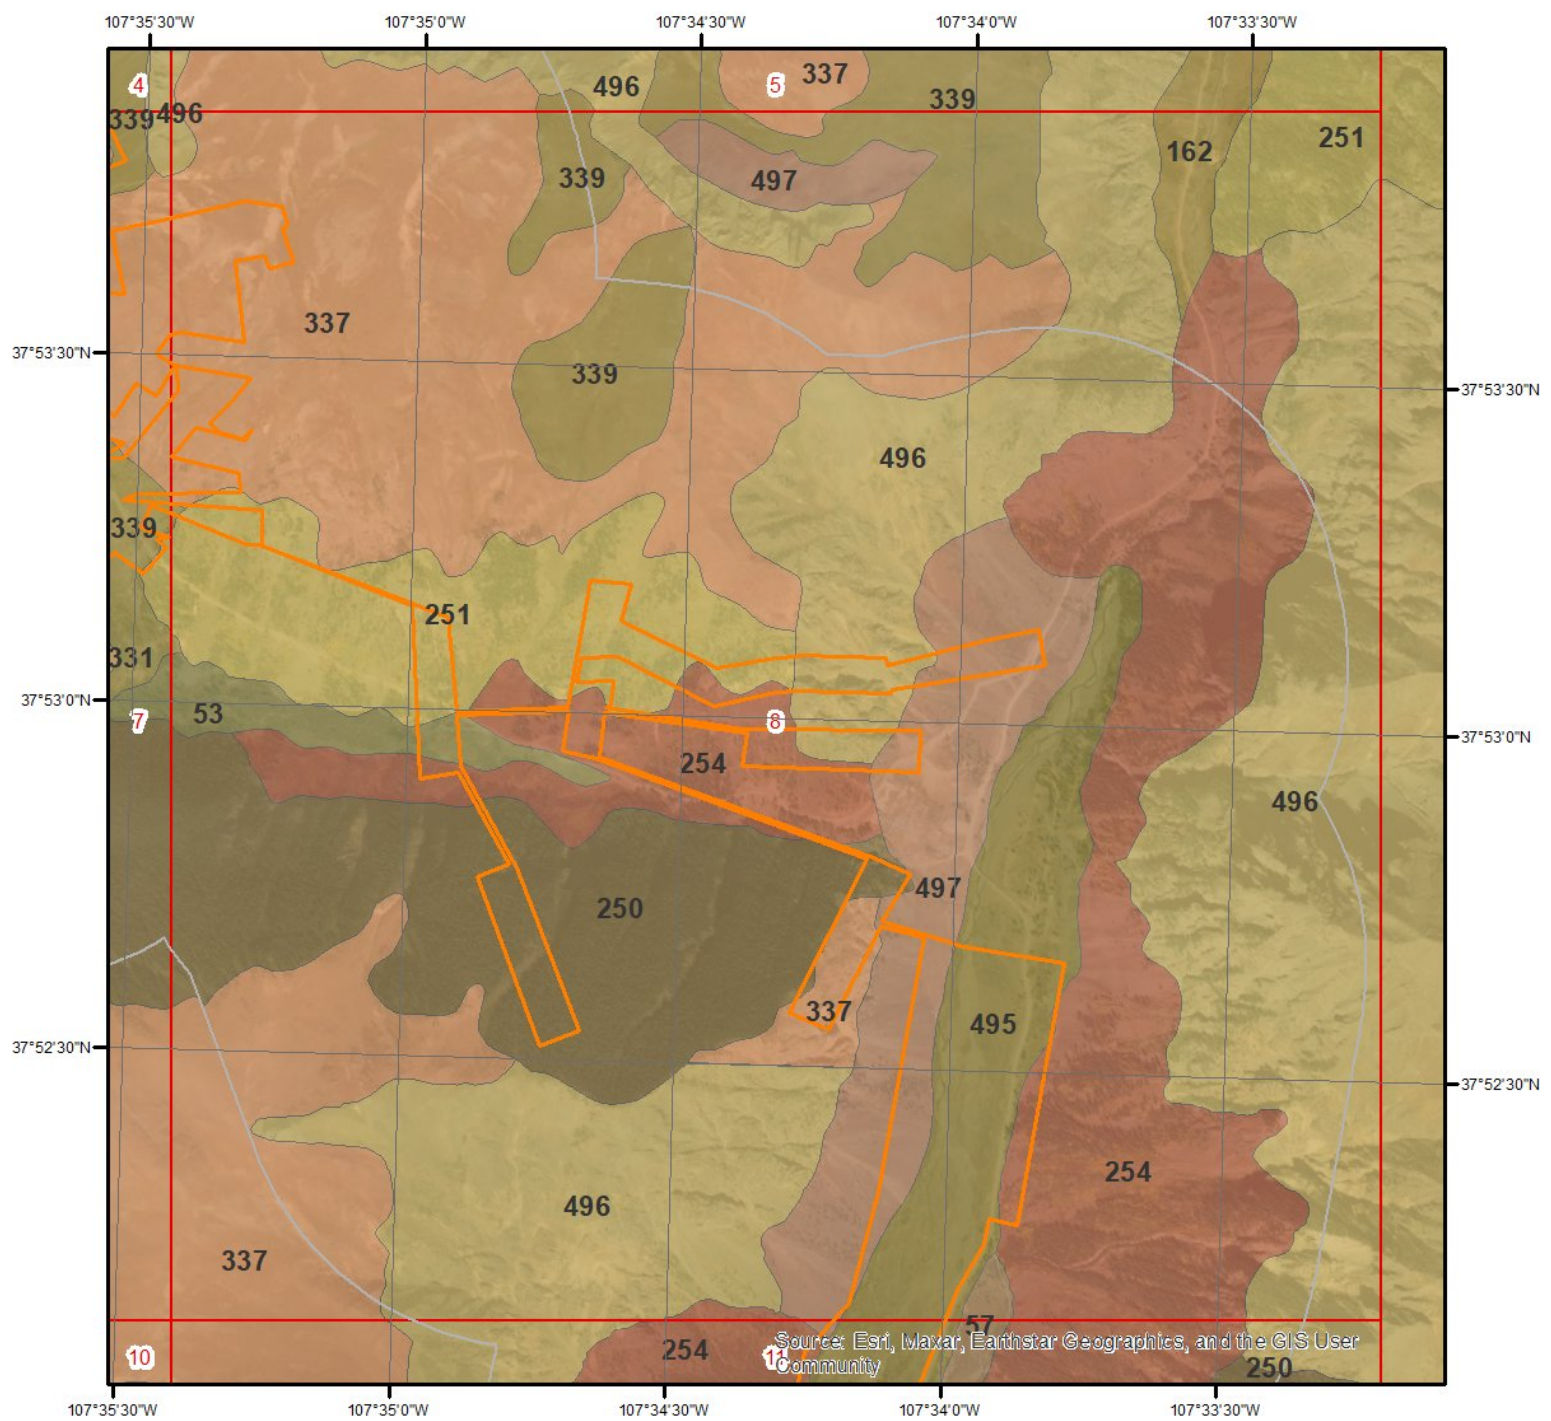 107°35'30"W 107°35'0"W 107°34'30"W 107°34'0"W 107°33'30"W
4 496 5 337
339 496 339
162 251
339 497
337
37°53'30"N
339 37°53'30"N
496
339
251
331
37°53'0"N 53
7 8 37°53'0"N
254
496
497
250
337 495
37°52'30"N
37°52'30"N
254
496
337
57
Source: Esri, Maxar, Earthstar Geographics, and the GIS User
Community
10 254 11 250
107°35'30"W 107°35'0"W 107°34'30"W 107°34'0"W 107°33'30"W